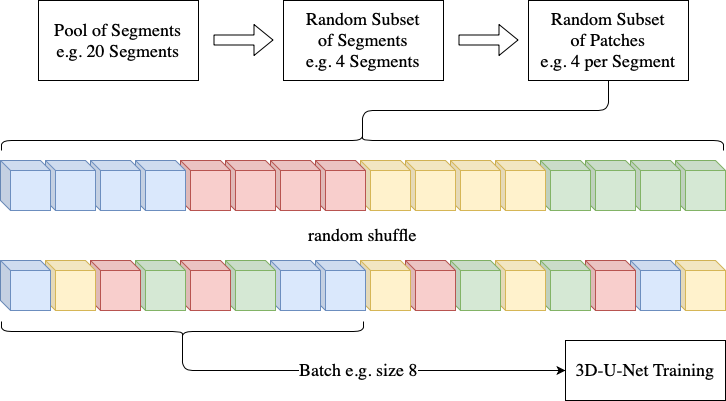 Pool of Segments
e.g. 20 Segments
Random Subset
of Segments
e.g. 4 Segments
Random Subset
of Patches
e.g. 4 per Segment
random shuffle
Batch e.g. size 8
3D-U-Net Training